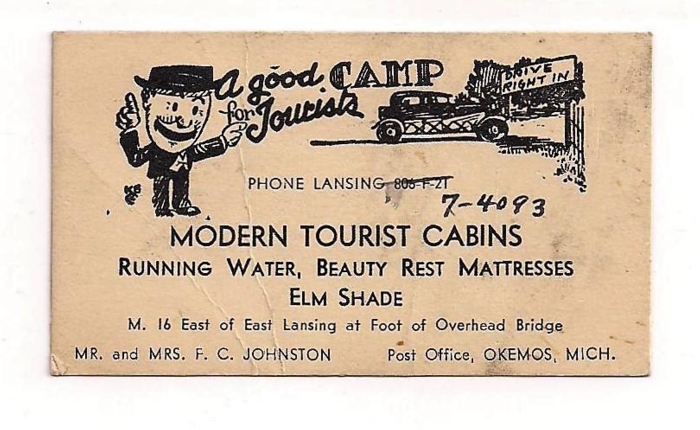 A good CAMP
for Tourists
DRIVE
RIGHT IN
PHONE LANSING 806-F-21
7-4093
MODERN TOURIST CABINS
RUNNING WATER, BEAUTY REST MATTRESSES
ELM SHADE
M. 16 East of East Lansing at Foot of Overhead Bridge
MR. and MRS. F. C. JOHNSTON Post Office, OKEMOS, MICH.